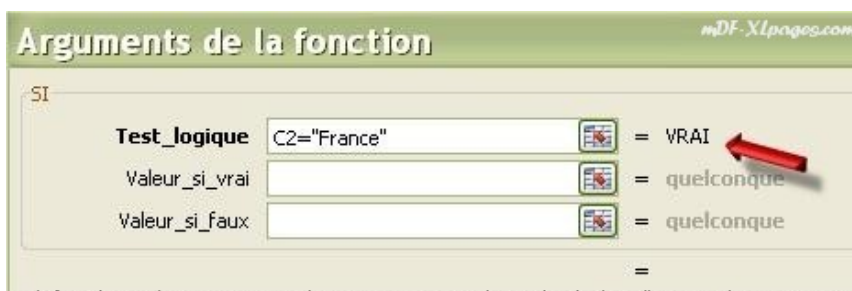 Arguments de la fonction
mDF-XLpages.com
SI
Test_logique C2="France" = VRAI
Valeur_si_vrai = quelconque
Valeur_si_faux = quelconque
=